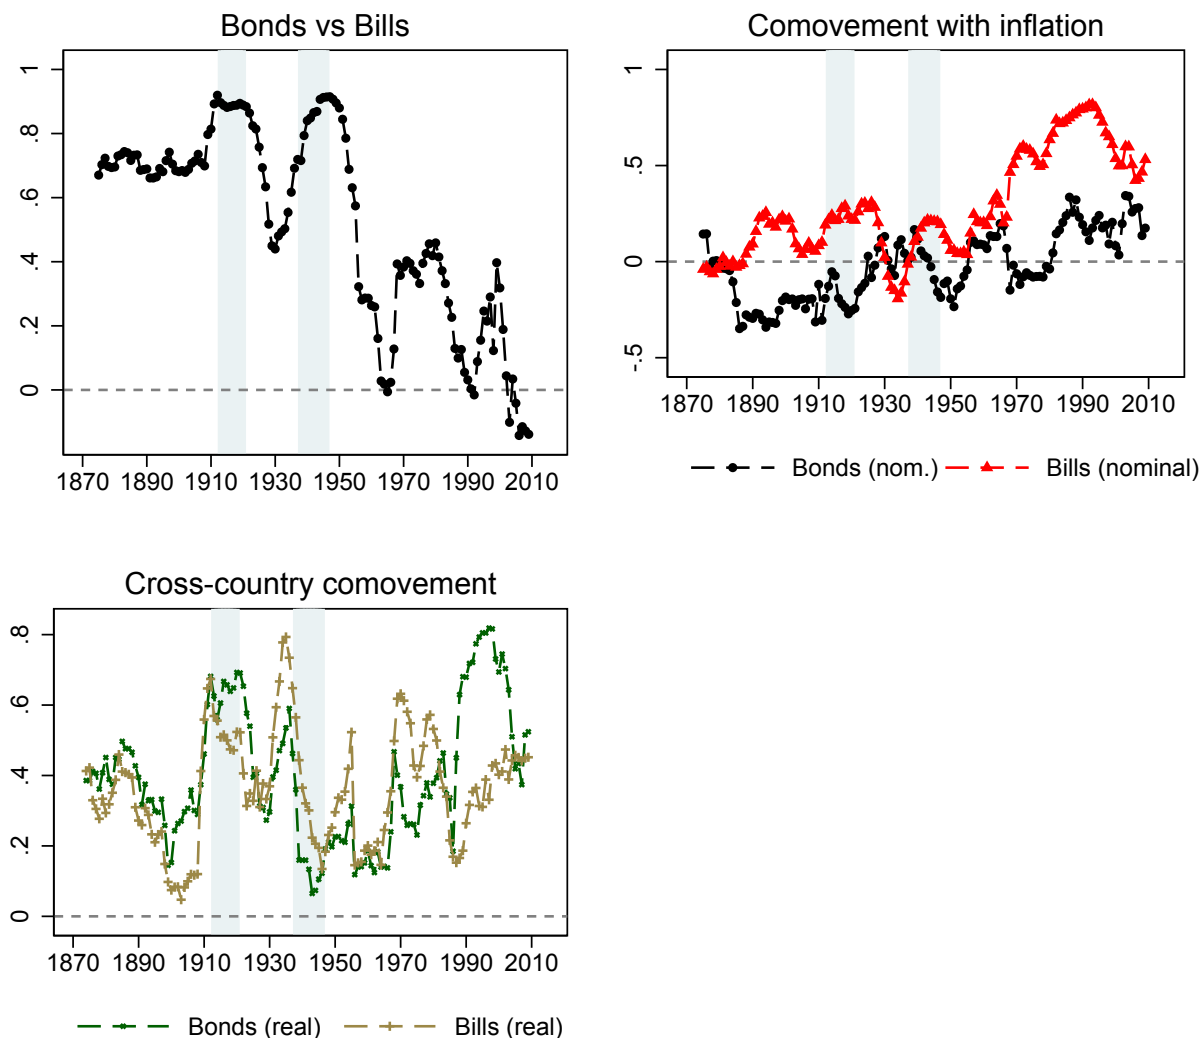 Bonds vs Bills
1
.8
.6
.4
.2
0
1870 1890 1910 1930 1950 1970 1990 2010
Comovement with inflation
1
.5
0
-.5
1870 1890 1910 1930 1950 1970 1990 2010
Bonds (nom.) Bills (nominal)
Cross-country comovement
.8
.6
.4
.2
0
1870 1890 1910 1930 1950 1970 1990 2010
Bonds (real) Bills (real)